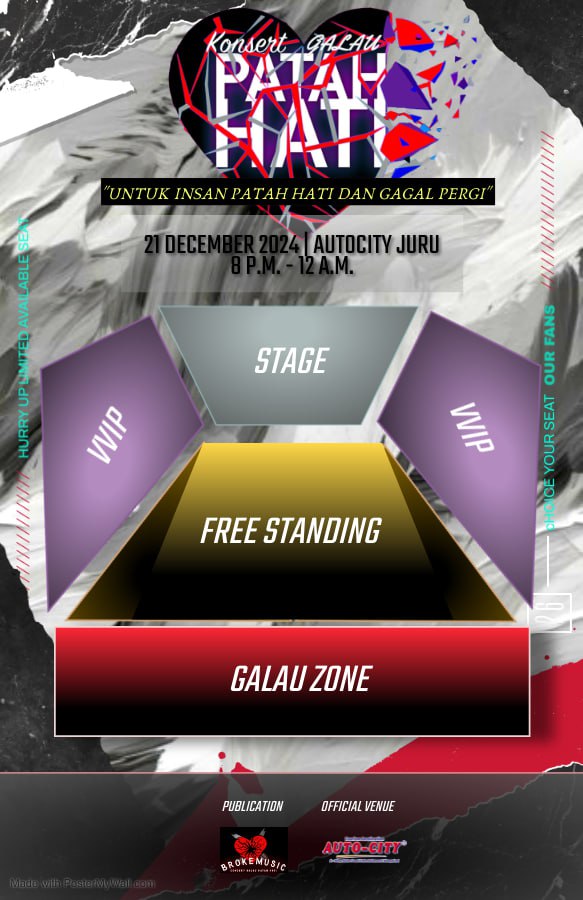 Konsert GALAU
PATAH
HATI
"UNTUK INSAN PATAH HATI DAN GAGAL PERGI"
21 DECEMBER 2024 | AUTOCITY JURU
8 P.M. - 12 A.M.
HURRY UP LIMITED AVAILABLE SEAT
CHOICE YOUR SEAT OUR FANS
STAGE
VVIP
VVIP
FREE STANDING
GALAU ZONE
PUBLICATION
OFFICIAL VENUE
BROKEMUSIC
AUTO-CITY
Made with PosterMyWall.com